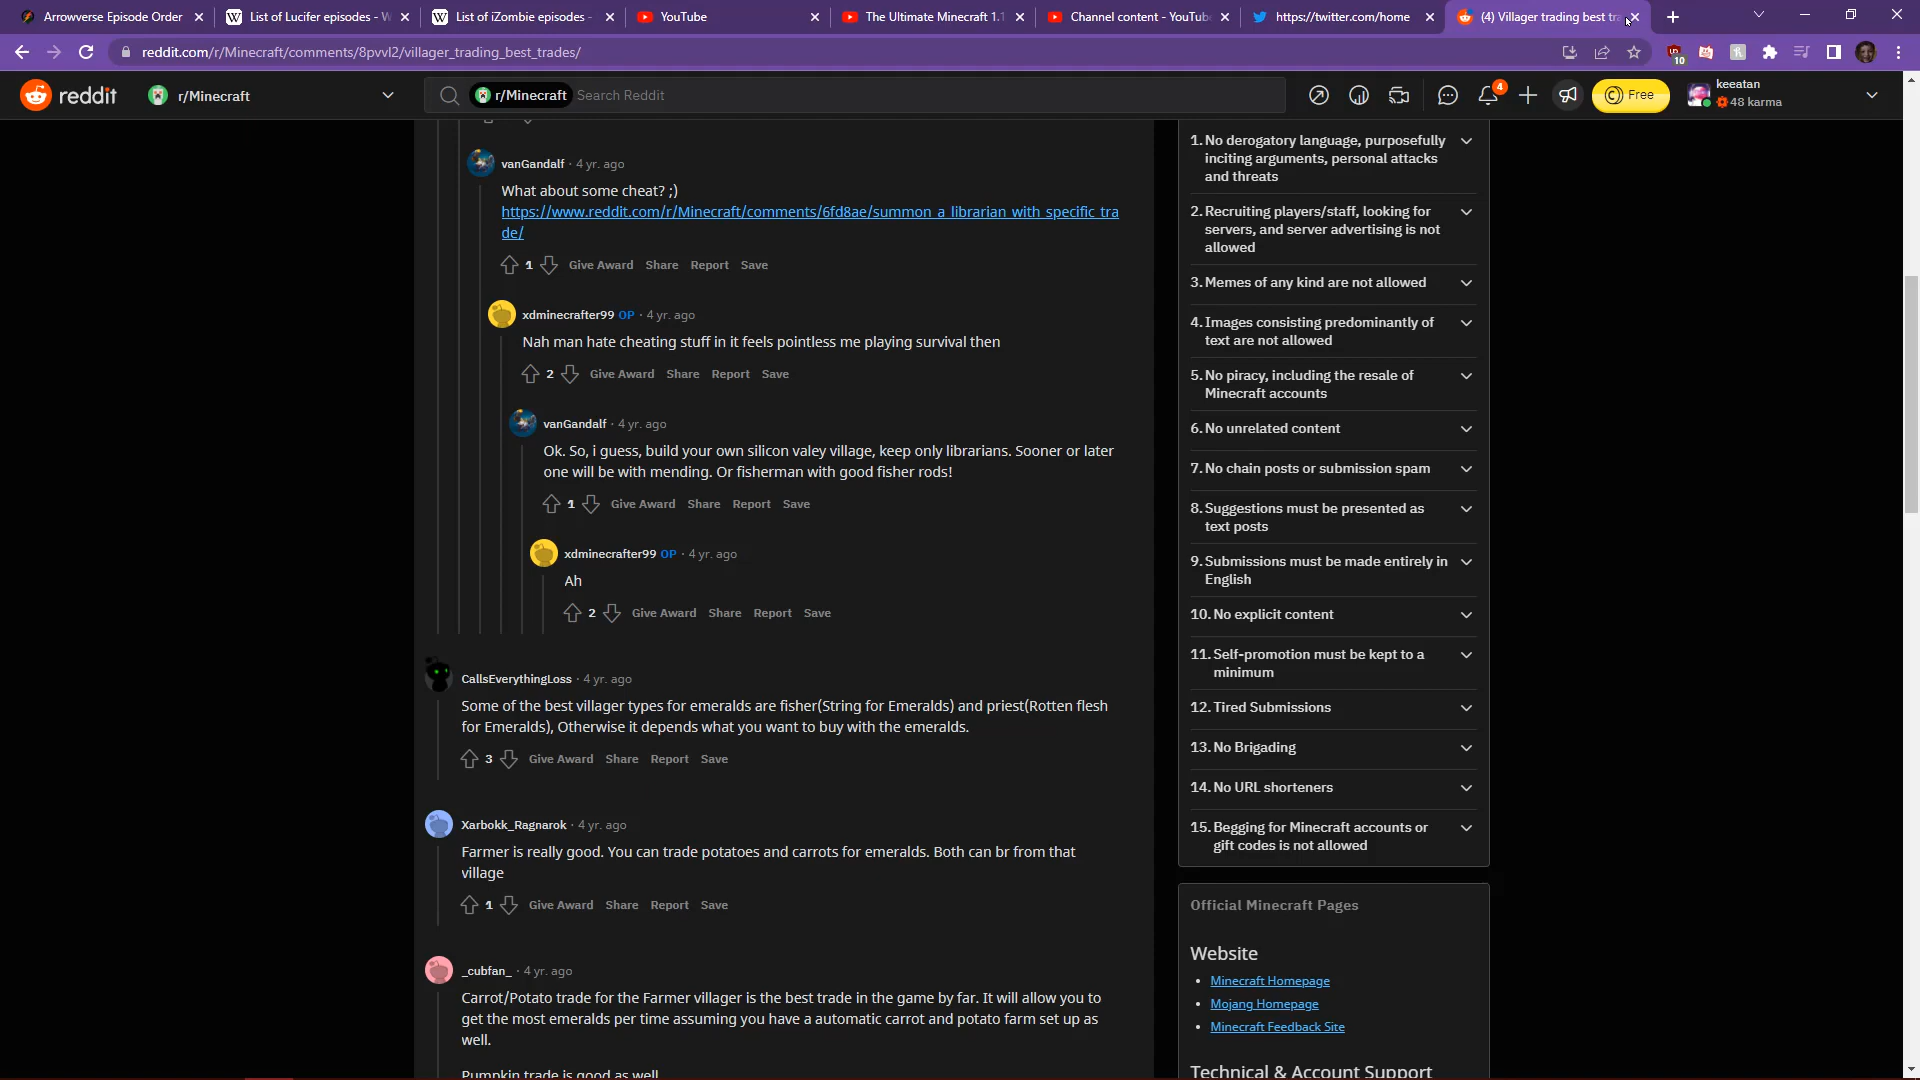 Arrowverse Episode Order
List of Lucifer episodes - W
List of iZombie episodes -
YouTube
The Ultimate Minecraft 1.1
Channel content - YouTub
https://twitter.com/home
(4) Villager trading best tra
reddit.com/r/Minecraft/comments/8pvvl2/villager_trading_best_trades/
10
reddit
r/Minecraft
r/Minecraft
Search Reddit
4
Free
keeatan
48 karma
vanGandalf · 4 yr. ago
What about some cheat? ;)
https://www.reddit.com/r/Minecraft/comments/6fd8ae/summon_a_librarian_with_specific_tra
de/
1 Give Award Share Report Save
xdminecrafter99 OP · 4 yr. ago
Nah man hate cheating stuff in it feels pointless me playing survival then
2 Give Award Share Report Save
vanGandalf · 4 yr. ago
Ok. So, i guess, build your own silicon valey village, keep only librarians. Sooner or later
one will be with mending. Or fisherman with good fisher rods!
1 Give Award Share Report Save
xdminecrafter99 OP · 4 yr. ago
Ah
2 Give Award Share Report Save
CallsEverythingLoss · 4 yr. ago
Some of the best villager types for emeralds are fisher(String for Emeralds) and priest(Rotten flesh
for Emeralds), Otherwise it depends what you want to buy with the emeralds.
3 Give Award Share Report Save
Xarbokk_Ragnarok · 4 yr. ago
Farmer is really good. You can trade potatoes and carrots for emeralds. Both can br from that
village
1 Give Award Share Report Save
_cubfan_ · 4 yr. ago
Carrot/Potato trade for the Farmer villager is the best trade in the game by far. It will allow you to
get the most emeralds per time assuming you have a automatic carrot and potato farm set up as
well.
Pumpkin trade is good as well
1. No derogatory language, purposefully
inciting arguments, personal attacks
and threats
2. Recruiting players/staff, looking for
servers, and server advertising is not
allowed
3. Memes of any kind are not allowed
4. Images consisting predominantly of
text are not allowed
5. No piracy, including the resale of
Minecraft accounts
6. No unrelated content
7. No chain posts or submission spam
8. Suggestions must be presented as
text posts
9. Submissions must be made entirely in
English
10. No explicit content
11. Self-promotion must be kept to a
minimum
12. Tired Submissions
13. No Brigading
14. No URL shorteners
15. Begging for Minecraft accounts or
gift codes is not allowed
Official Minecraft Pages
Website
• Minecraft Homepage
• Mojang Homepage
• Minecraft Feedback Site
Technical & Account Support